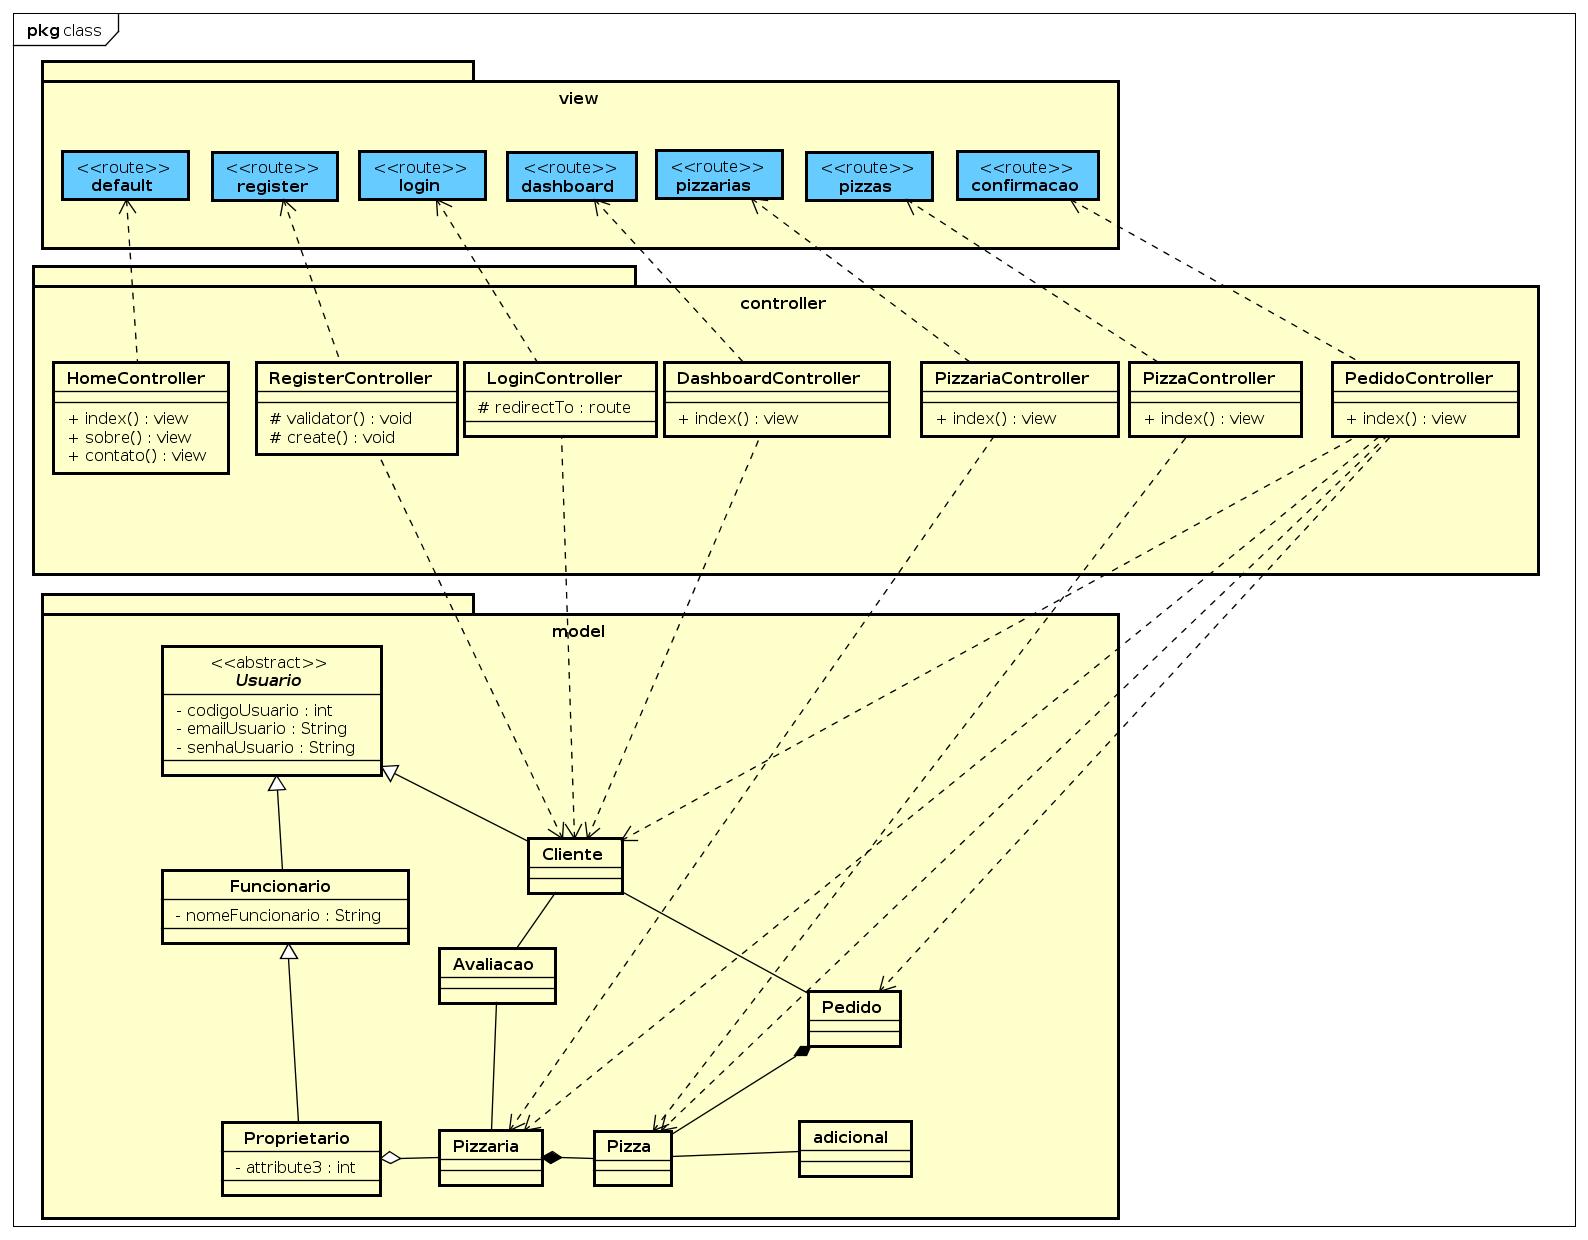 pkg class
view
<<route>>
default
<<route>>
register
<<route>>
login
<<route>>
dashboard
<<route>>
pizzarias
<<route>>
pizzas
<<route>>
confirmacao
controller
HomeController
+ index() : view
+ sobre() : view
+ contato() : view
RegisterController
# validator() : void
# create() : void
LoginController
# redirectTo : route
DashboardController
+ index() : view
PizzariaController
+ index() : view
PizzaController
+ index() : view
PedidoController
+ index() : view
model
<<abstract>>
Usuario
- codigoUsuario : int
- emailUsuario : String
- senhaUsuario : String
Cliente
Funcionario
- nomeFuncionario : String
Avaliacao
Pedido
Proprietario
- attribute3 : int
Pizzaria
Pizza
adicional